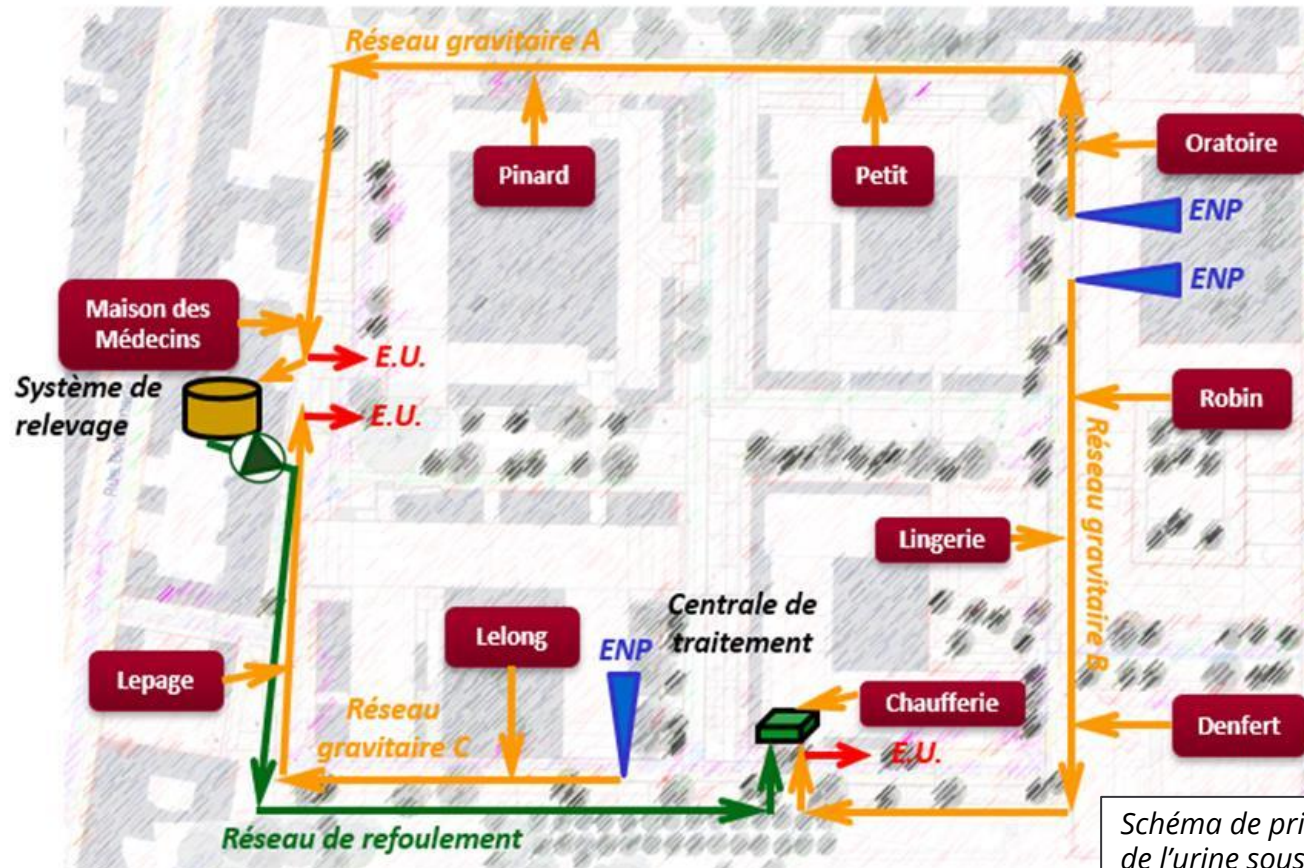 Réseau gravitaire A
Pinard
Petit
Oratoire
ENP
ENP
Maison des
Médecins
E.U.
Système de
relevage
E.U.
Robin
Réseau gravitaire B
Lingerie
Centrale de
traitement
Lelong
ENP
Lepage
Chaufferie
Réseau
gravitaire C
Denfert
E.U.
Réseau de refoulement
Schéma de pri
de l'urine sous